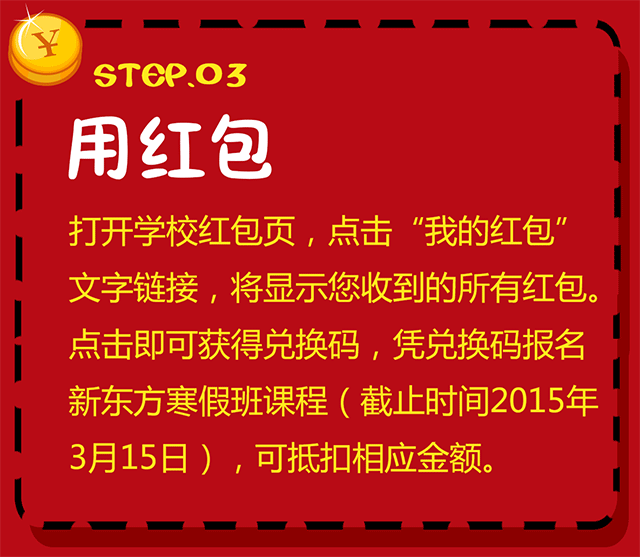 ¥
STEP.03
用红包
打开学校红包页，点击“我的红包”
文字链接，将显示您收到的所有红包。
点击即可获得兑换码，凭兑换码报名
新东方寒假班课程（截止时间2015年
3月15日），可抵扣相应金额。